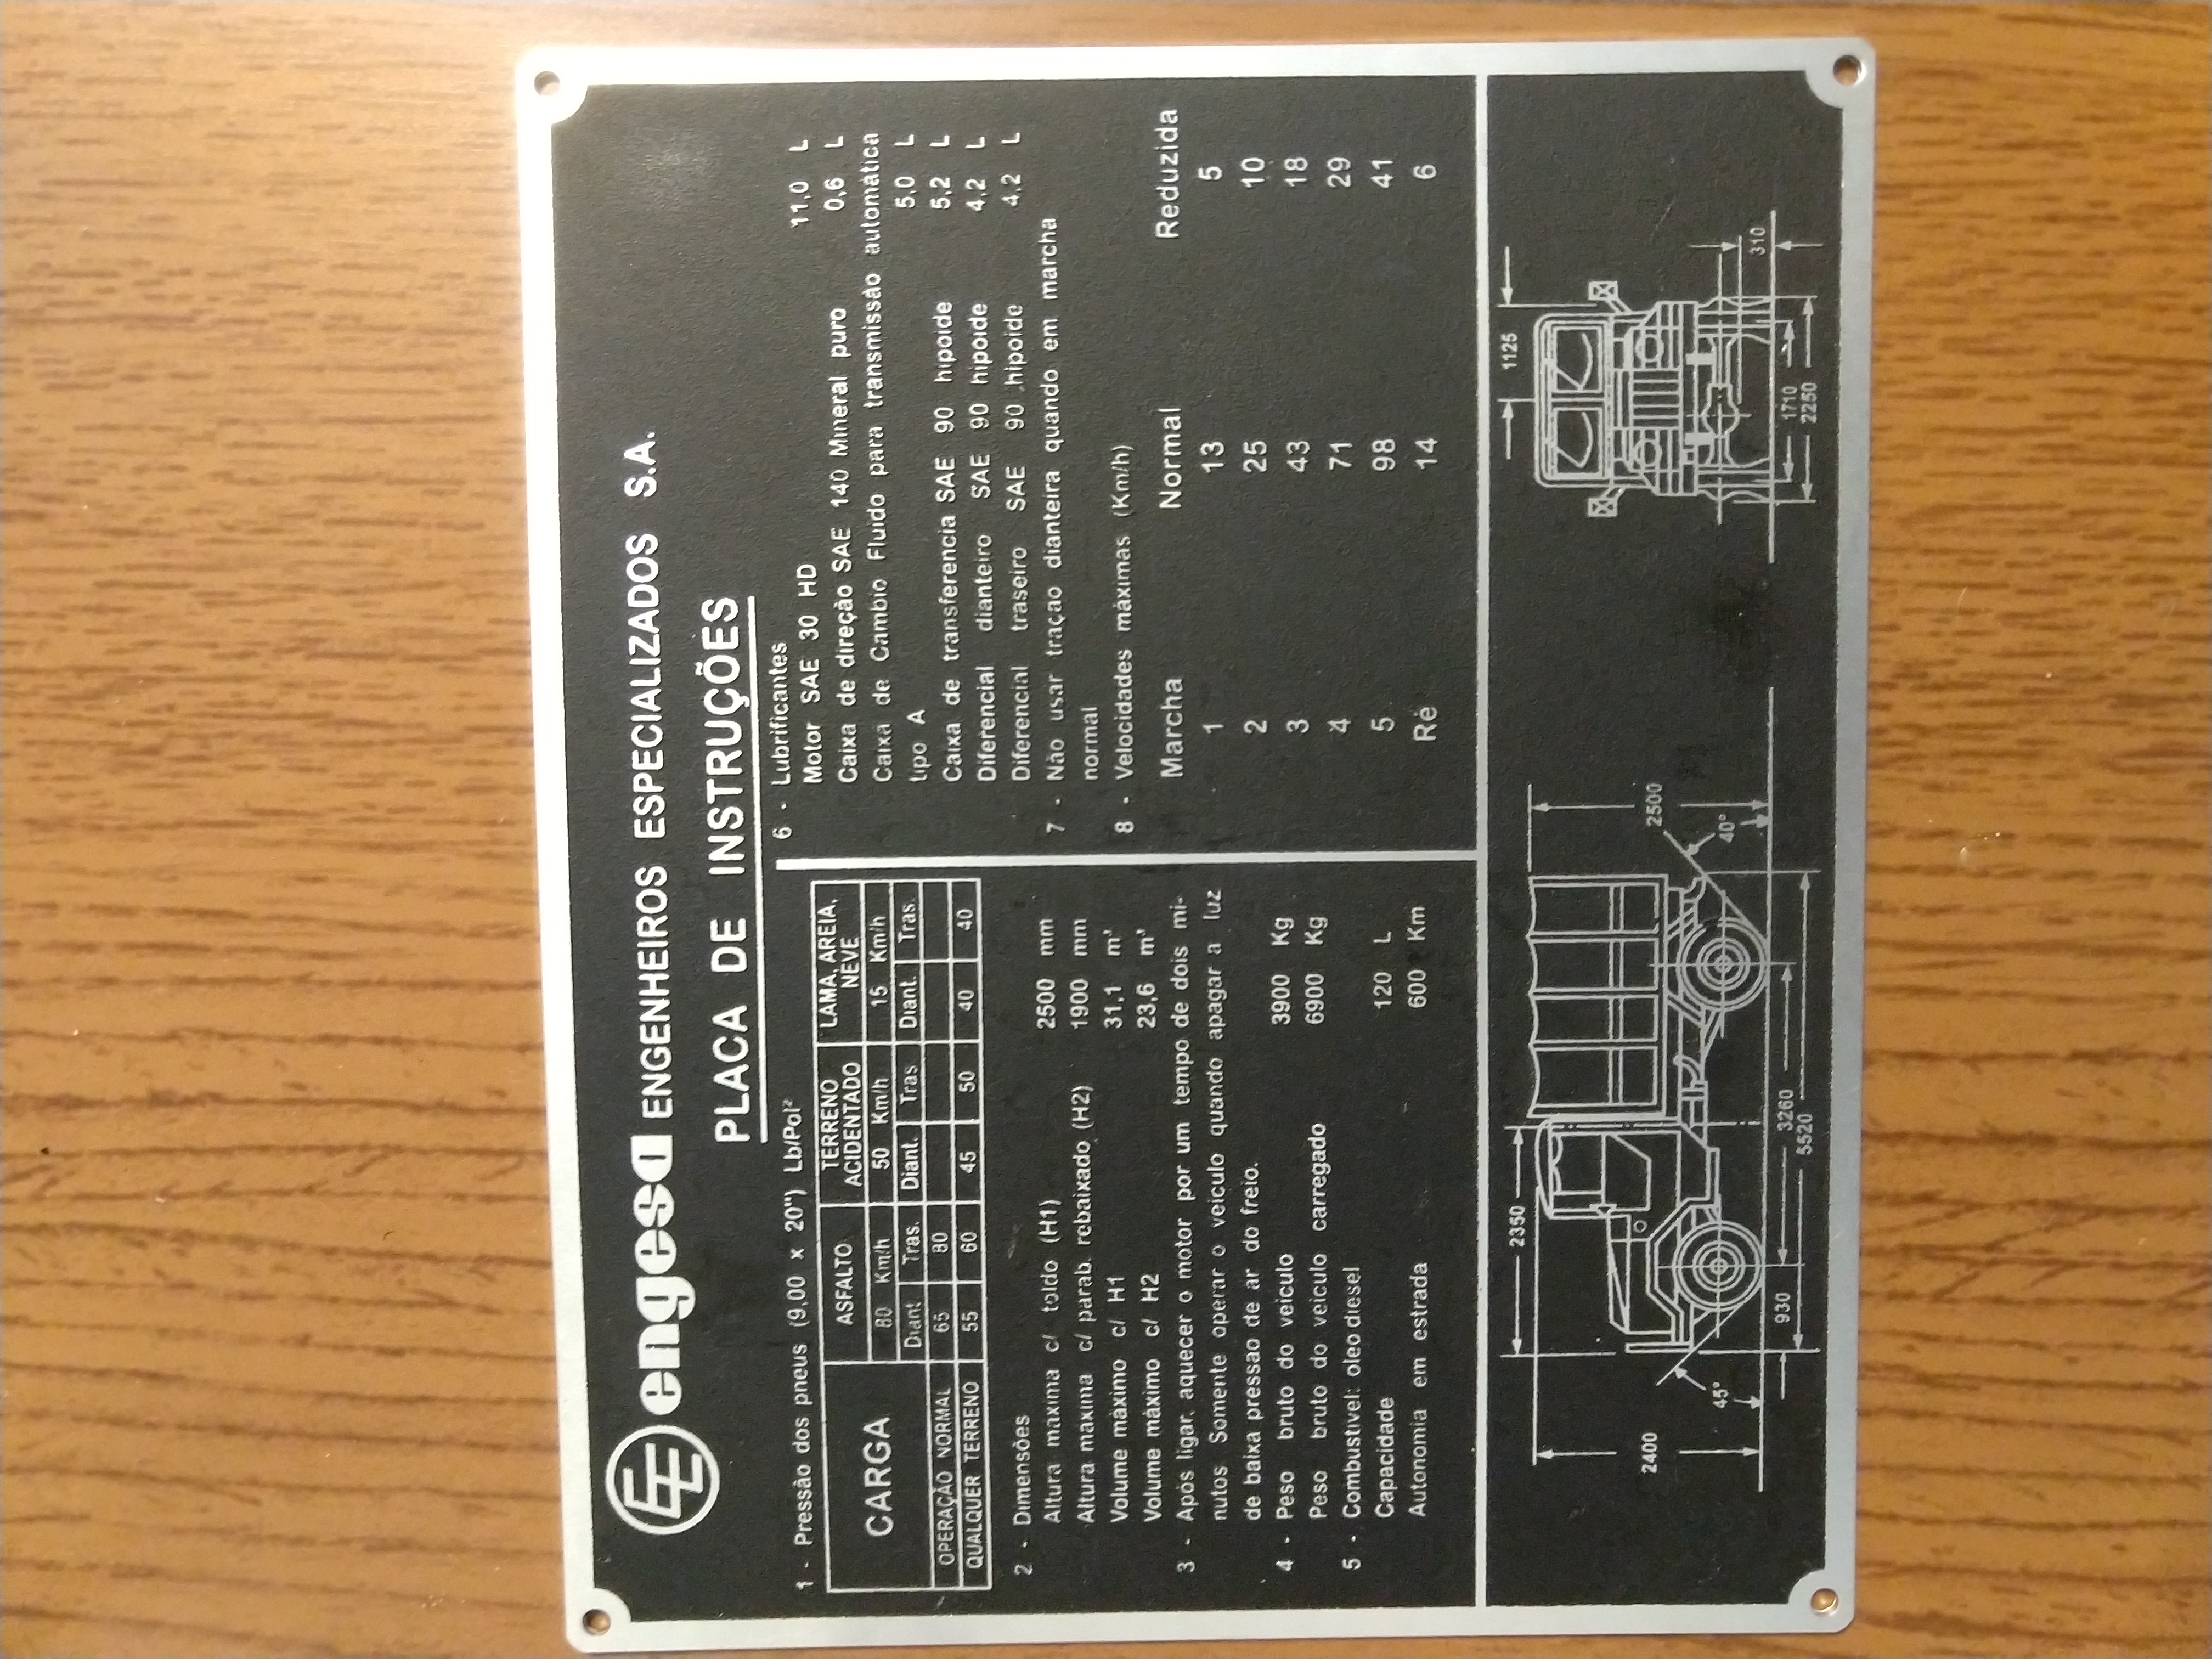 EE engesa ENGENHEIROS ESPECIALIZADOS S.A.
PLACA DE INSTRUÇÕES
1 - Pressão dos pneus (9,00 x 20") Lb/Pol²
CARGA
ASFALTO
TERRENO ACIDENTADO
LAMA, AREIA, NEVE
80 Km/h
50 Km/h
15 Km/h
Diant. Tras. Diant. Tras Diant. Tras.
OPERAÇÃO NORMAL 65 80
QUALQUER TERRENO 55 60 45 50 40 40
2 - Dimensões
Altura maxima c/ toldo (H1) 2500 mm
Altura maxima c/ parab. rebaixado (H2) 1900 mm
Volume máximo c/ H1 31,1 m³
Volume máximo c/ H2 23,6 m³
3 - Após ligar, aquecer o motor por um tempo de dois mi-
nutos Somente operar o veiculo quando apagar a luz
de baixa pressao de ar do freio.
4 - Peso bruto do veiculo 3900 Kg
Peso bruto do veiculo carregado 6900 Kg
5 - Combustivel: oleo diesel
Capacidade 120 L
Autonomia em estrada 600 Km
6 - Lubrificantes
Motor SAE 30 HD 11,0 L
Caixa de direção SAE 140 Mineral puro 0,6 L
Caixa de Cambio Fluido para transmissão automática
tipo A 5,0 L
Caixa de transferencia SAE 90 hipoide 5,2 L
Diferencial dianteiro SAE 90 hipoide 4,2 L
Diferencial traseiro SAE 90 hipoide 4,2 L
7 - Não usar tração dianteira quando em marcha
normal
8 - Velocidades máximas (Km/h)
Marcha Normal Reduzida
1 13 5
2 25 10
3 43 18
4 71 29
5 98 41
Ré 14 6
2400
45°
2350
930
3260
5520
2500
40°
1125
1710
2250
310